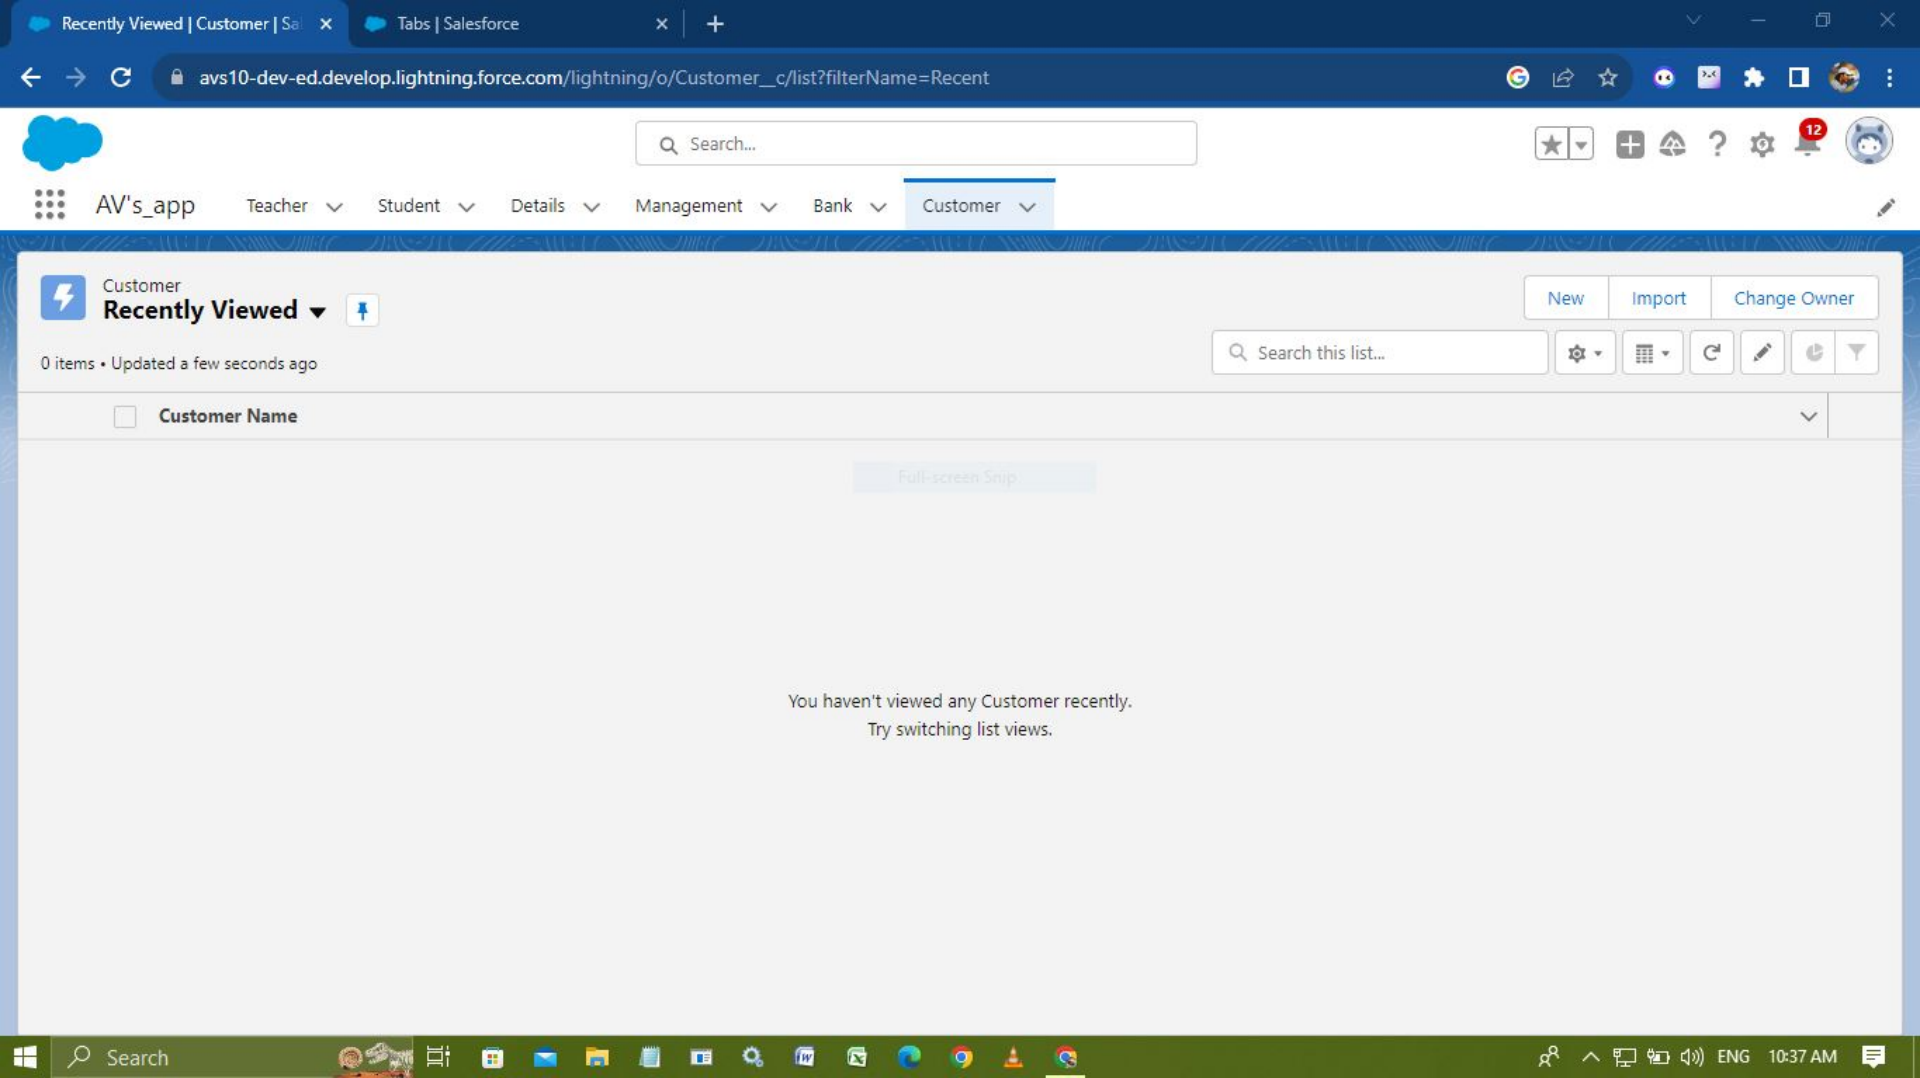 Recently Viewed | Customer | Sa
Tabs | Salesforce
avs10-dev-ed.develop.lightning.force.com/lightning/o/Customer__c/list?filterName=Recent
Search...
12
AV's_app
Teacher
Student
Details
Management
Bank
Customer
Customer
Recently Viewed
New
Import
Change Owner
0 items • Updated a few seconds ago
Search this list...
Customer Name
Full-screen Snip
You haven't viewed any Customer recently.
Try switching list views.
Search
ENG
10:37 AM